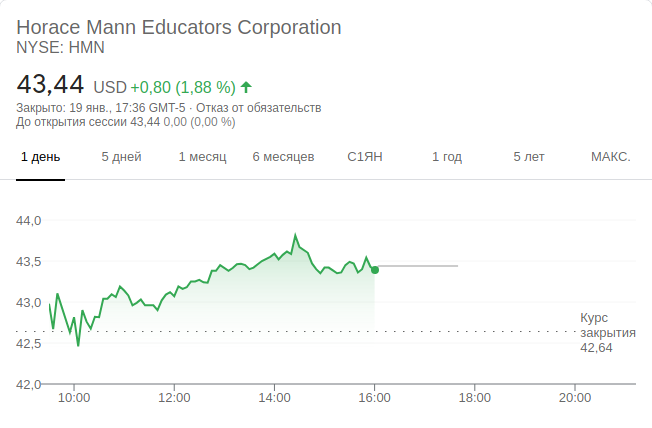 Horace Mann Educators Corporation
NYSE: HMN
43,44 USD +0,80 (1,88 %)
Закрыто: 19 янв., 17:36 GMT-5 · Отказ от обязательств
До открытия сессии 43,44 0,00 (0,00 %)
1 день 5 дней 1 месяц 6 месяцев С1ЯН 1 год 5 лет МАКС.
44,0
43,5
43,0
42,5
42,0
Курс
закрытия
42,64
10:00 12:00 14:00 16:00 18:00 20:00